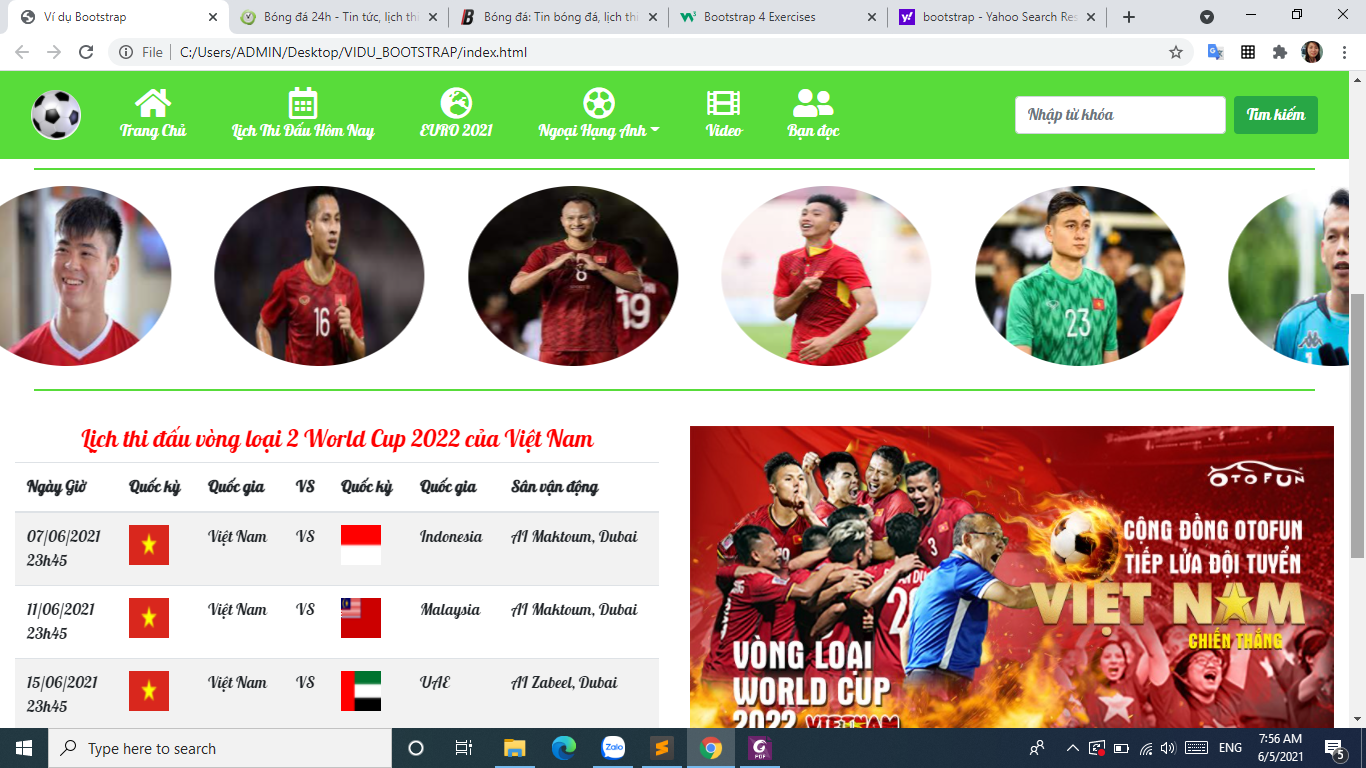 Ví dụ Bootstrap
Bóng đá 24h - Tin tức, lịch thi
Bóng đá: Tin bóng đá, lịch thi
Bootstrap 4 Exercises
bootstrap - Yahoo Search Res
File
C:/Users/ADMIN/Desktop/VIDU_BOOTSTRAP/index.html
Trang Chủ
Lịch Thi Đấu Hôm Nay
EURO 2021
Ngoại Hạng Anh
Video
Bạn đọc
Nhập từ khóa
Tìm kiếm
16
8
19
23
1
Lịch thi đấu vòng loại 2 World Cup 2022 của Việt Nam
Ngày Giờ Quốc kỳ Quốc gia VS Quốc kỳ Quốc gia Sân vận động
07/06/2021 Việt Nam VS Indonesia Al Maktoum, Dubai
23h45
11/06/2021 Việt Nam VS Malaysia Al Maktoum, Dubai
23h45
15/06/2021 Việt Nam VS UAE Al Zabeel, Dubai
23h45
OTOFUN
CỘNG ĐỒNG OTOFUN
TIẾP LỬA ĐỘI TUYỂN
VIỆT NAM
CHIẾN THẮNG
VÒNG LOẠI
WORLD CUP
2022 VIETNAM
Type here to search
Zalo
PDF
ENG
7:56 AM
6/5/2021
5